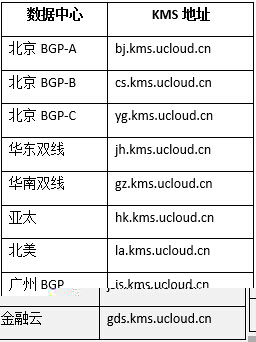 数据中心 KMS 地址
北京 BGP-A bj.kms.ucloud.cn
北京 BGP-B cs.kms.ucloud.cn
北京 BGP-C yg.kms.ucloud.cn
华东双线 jh.kms.ucloud.cn
华南双线 gz.kms.ucloud.cn
亚太 hk.kms.ucloud.cn
北美 la.kms.ucloud.cn
广州 BGP js.kms.ucloud.cn
金融云 gds.kms.ucloud.cn